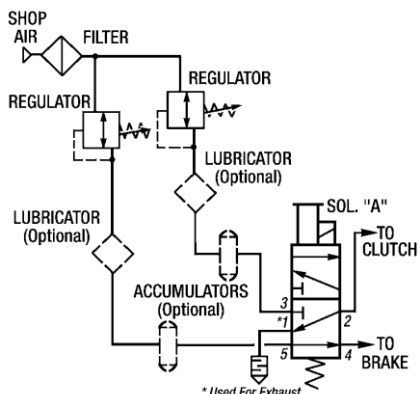 SHOP
AIR
FILTER
REGULATOR
REGULATOR
LUBRICATOR
(Optional)
SOL. "A"
LUBRICATOR
(Optional)
TO
CLUTCH
ACCUMULATORS
(Optional)
3
*1
2
5
4
TO
BRAKE
* Used For Exhaust